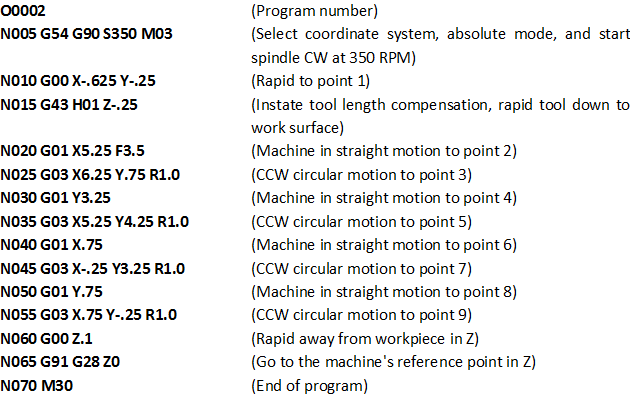 O0002 (Program number)
N005 G54 G90 S350 M03 (Select coordinate system, absolute mode, and start
spindle CW at 350 RPM)
N010 G00 X-.625 Y-.25 (Rapid to point 1)
N015 G43 H01 Z-.25 (Instate tool length compensation, rapid tool down to
work surface)
N020 G01 X5.25 F3.5 (Machine in straight motion to point 2)
N025 G03 X6.25 Y.75 R1.0 (CCW circular motion to point 3)
N030 G01 Y3.25 (Machine in straight motion to point 4)
N035 G03 X5.25 Y4.25 R1.0 (CCW circular motion to point 5)
N040 G01 X.75 (Machine in straight motion to point 6)
N045 G03 X-.25 Y3.25 R1.0 (CCW circular motion to point 7)
N050 G01 Y.75 (Machine in straight motion to point 8)
N055 G03 X.75 Y-.25 R1.0 (CCW circular motion to point 9)
N060 G00 Z.1 (Rapid away from workpiece in Z)
N065 G91 G28 Z0 (Go to the machine's reference point in Z)
N070 M30 (End of program)